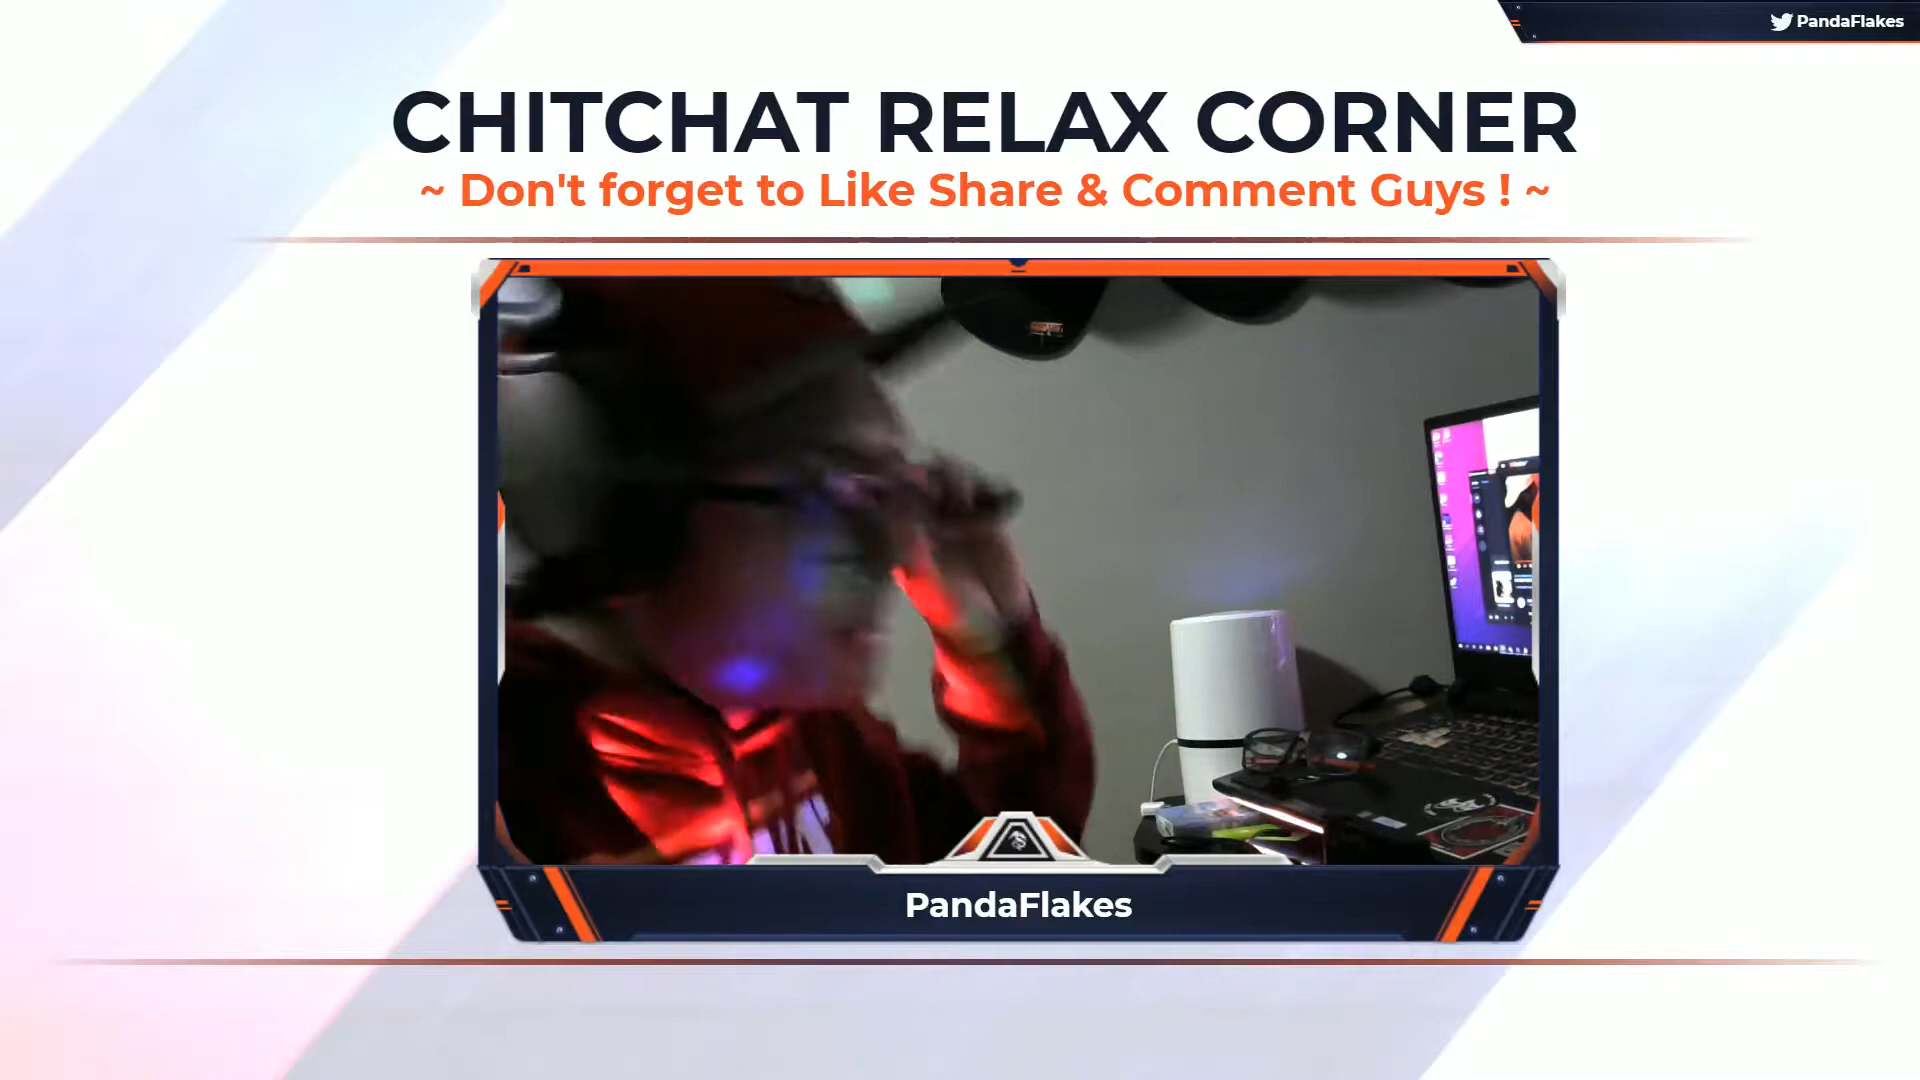 PandaFlakes
CHITCHAT RELAX CORNER
~ Don't forget to Like Share & Comment Guys ! ~
PandaFlakes